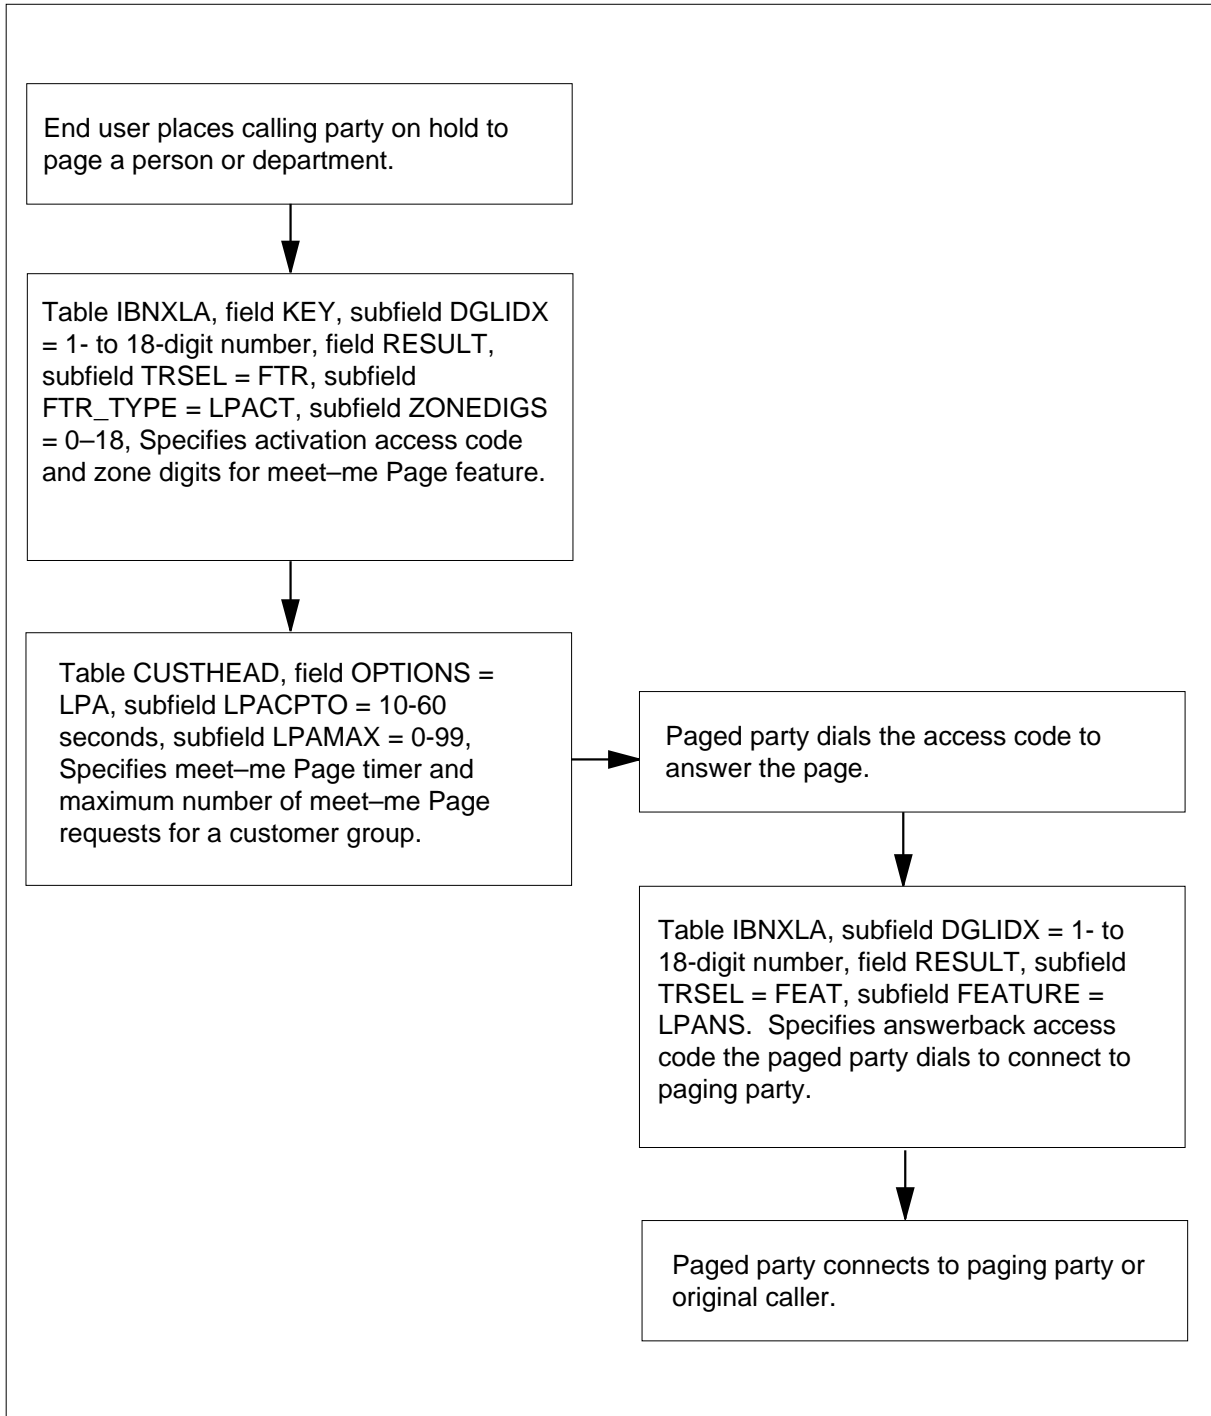 End user places calling party on hold to
page a person or department.
Table IBNXLA, field KEY, subfield DGLIDX
= 1- to 18-digit number, field RESULT,
subfield TRSEL = FTR, subfield
FTR_TYPE = LPACT, subfield ZONEDIGS
= 0–18, Specifies activation access code
and zone digits for meet–me Page feature.
Table CUSTHEAD, field OPTIONS =
LPA, subfield LPACPTO = 10-60
seconds, subfield LPAMAX = 0-99,
Specifies meet–me Page timer and
maximum number of meet–me Page
requests for a customer group.
Paged party dials the access code to
answer the page.
Table IBNXLA, subfield DGLIDX = 1- to
18-digit number, field RESULT, subfield
TRSEL = FEAT, subfield FEATURE =
LPANS.  Specifies answerback access
code the paged party dials to connect to
paging party.
Paged party connects to paging party or
original caller.